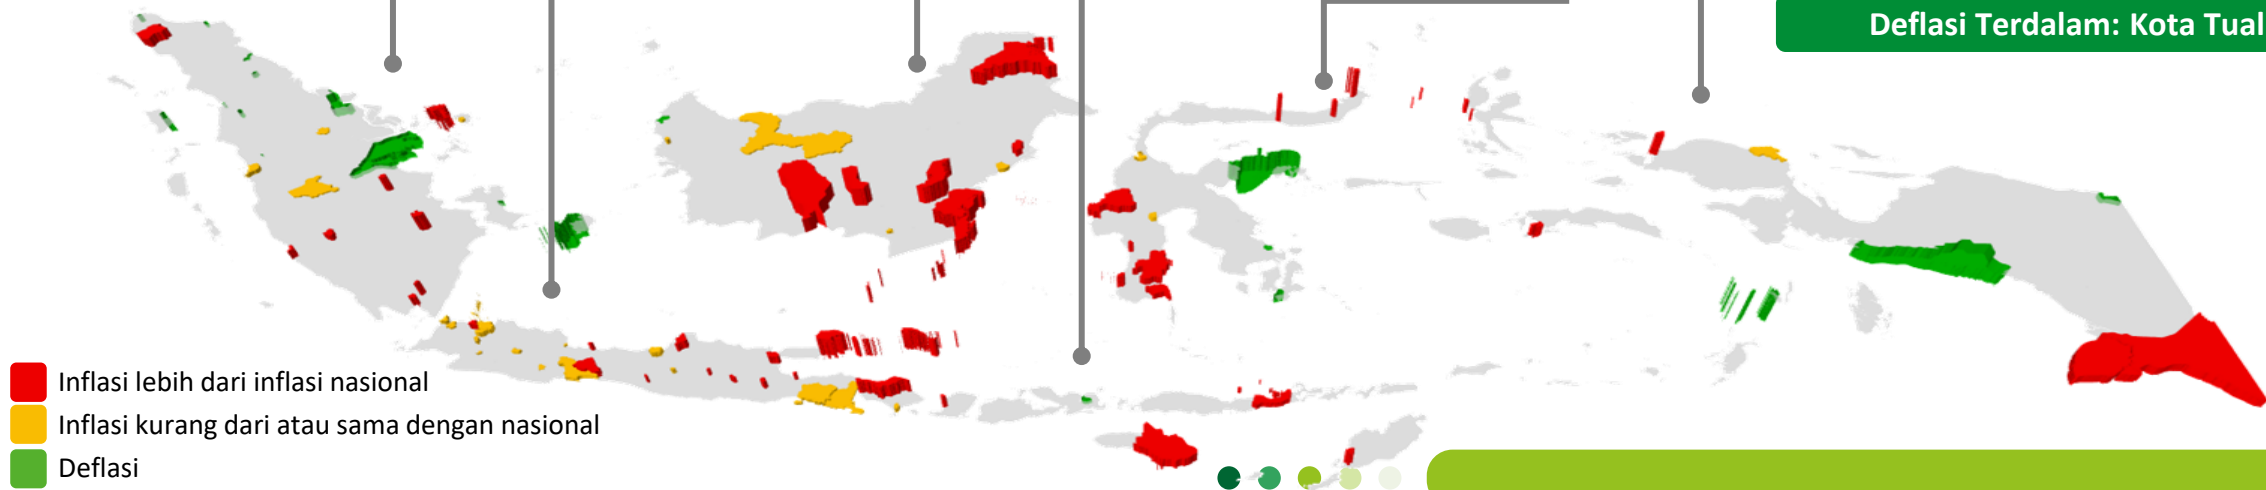 Deflasi Terdalam: Kota Tual
Inflasi lebih dari inflasi nasional
Inflasi kurang dari atau sama dengan nasional
Deflasi